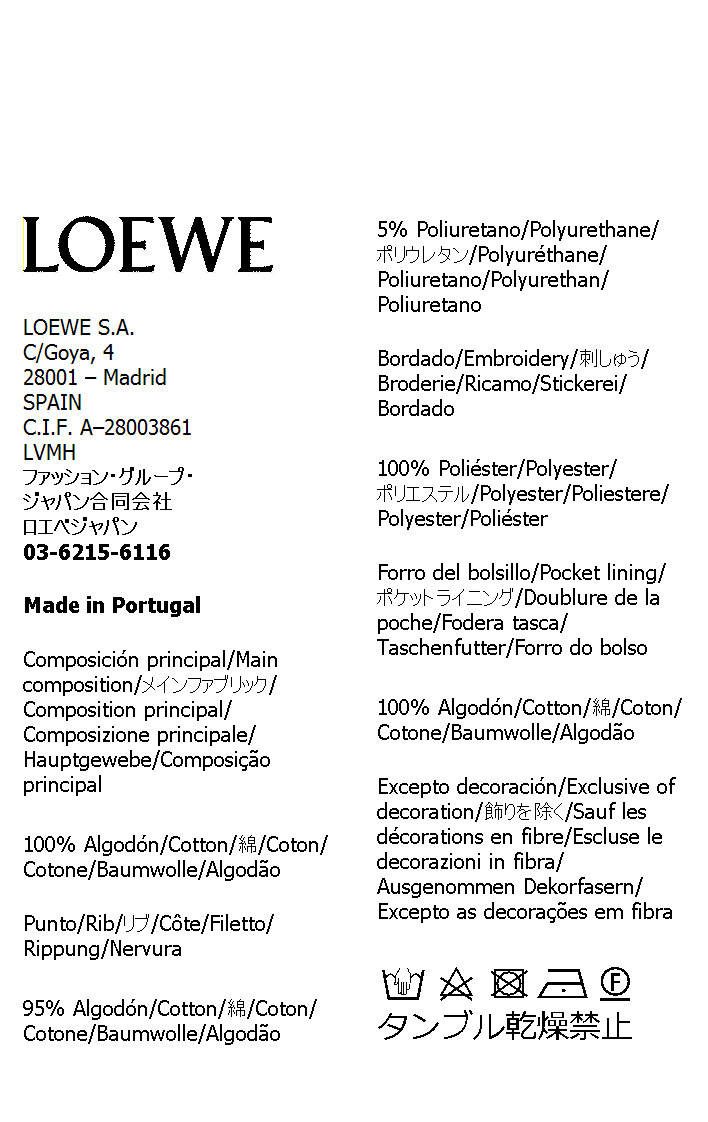 LOEWE
LOEWE S.A.
C/Goya, 4
28001 – Madrid
SPAIN
C.I.F. A–28003861
LVMH
ファッション・グループ・
ジャパン合同会社
ロエベジャパン
03-6215-6116
Made in Portugal
Composición principal/Main
composition/メインファブリック/
Composition principal/
Composizione principale/
Hauptgewebe/Composição
principal
100% Algodón/Cotton/綿/Coton/
Cotone/Baumwolle/Algodão
Punto/Rib/リブ/Côte/Filetto/
Rippung/Nervura
95% Algodón/Cotton/綿/Coton/
Cotone/Baumwolle/Algodão
5% Poliuretano/Polyurethane/
ポリウレタン/Polyuréthane/
Poliuretano/Polyurethan/
Poliuretano
Bordado/Embroidery/刺しゅう/
Broderie/Ricamo/Stickerei/
Bordado
100% Poliéster/Polyester/
ポリエステル/Polyester/Poliestere/
Polyester/Poliéster
Forro del bolsillo/Pocket lining/
ポケットライニング/Doublure de la
poche/Fodera tasca/
Taschenfutter/Forro do bolso
100% Algodón/Cotton/綿/Coton/
Cotone/Baumwolle/Algodão
Excepto decoración/Exclusive of
decoration/飾りを除く/Sauf les
décorations en fibre/Escluse le
decorazioni in fibra/
Ausgenommen Dekorfasern/
Excepto as decorações em fibra
F
タンブル乾燥禁止